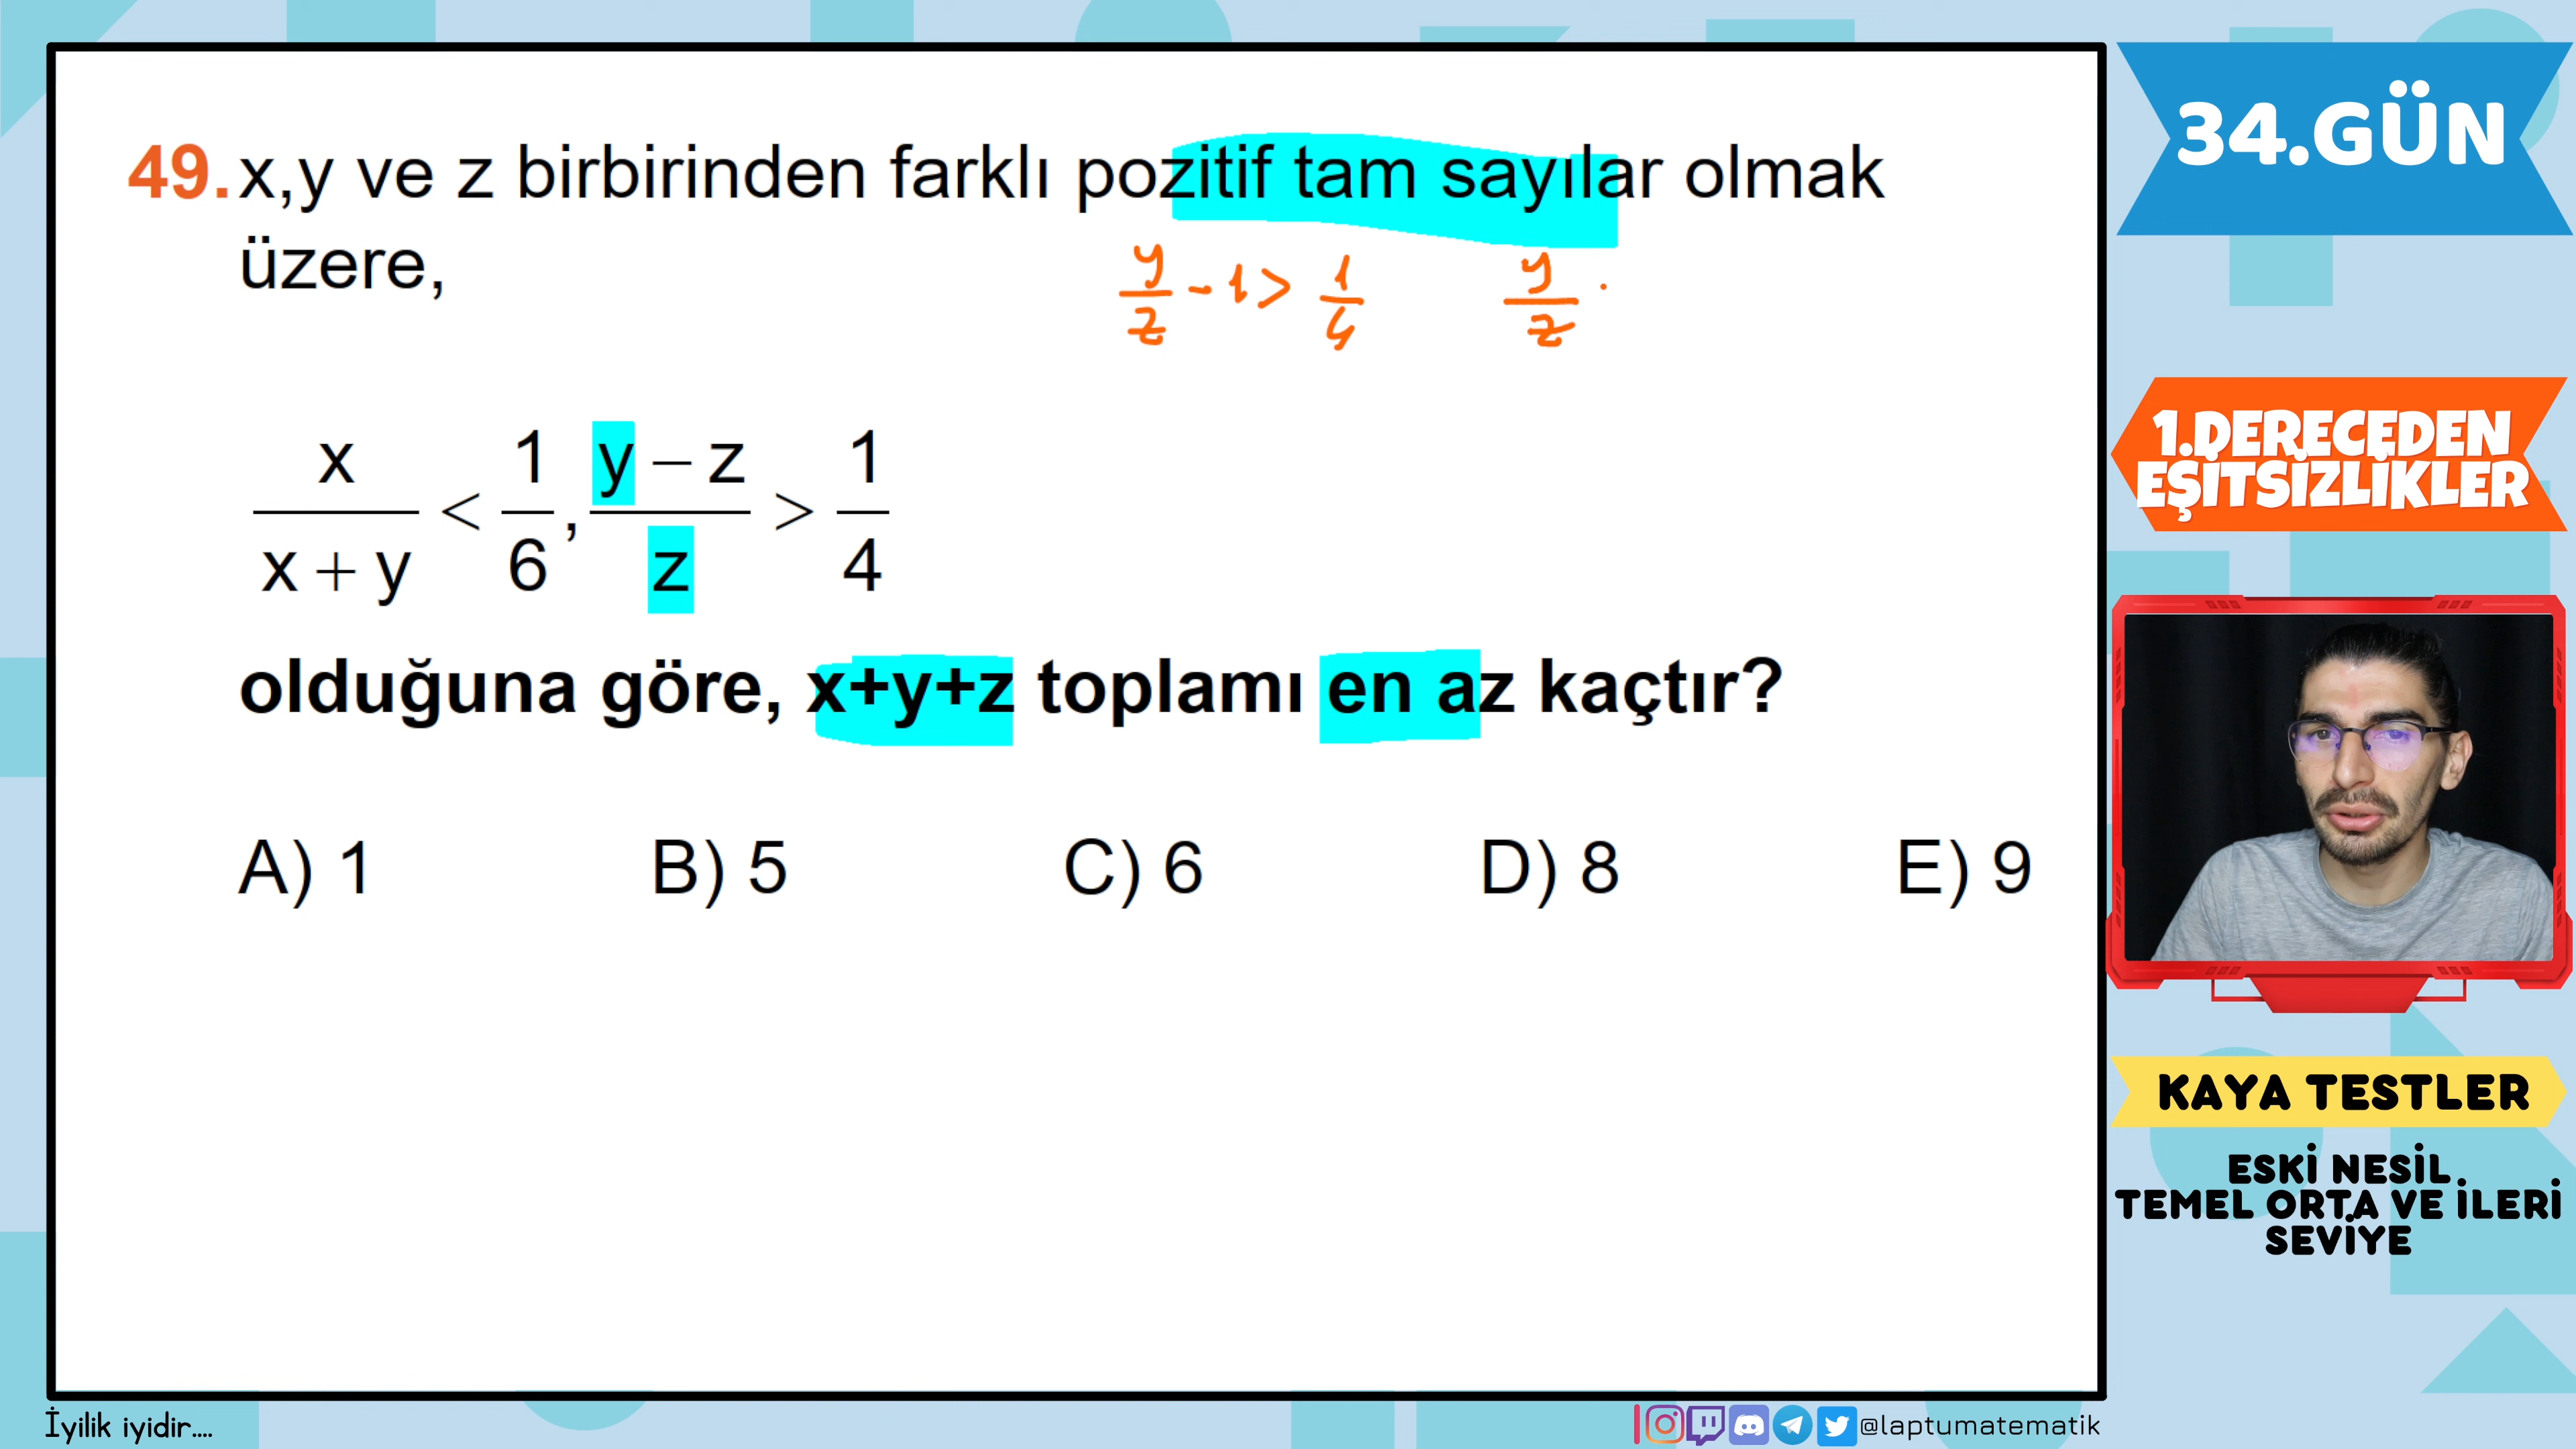 34.GÜN
49. x,y ve z birbirinden farklı pozitif tam sayılar olmak
üzere,
y/z - 1 > 1/4 y/z ·
x/(x + y) < 1/6, (y − z)/z > 1/4
olduğuna göre, x+y+z toplamı en az kaçtır?
A) 1 B) 5 C) 6 D) 8 E) 9
1.DERECEDEN
EŞİTSİZLİKLER
KAYA TESTLER
ESKİ NESİL
TEMEL ORTA VE İLERİ
SEVİYE
İyilik iyidir....
@laptumatematik